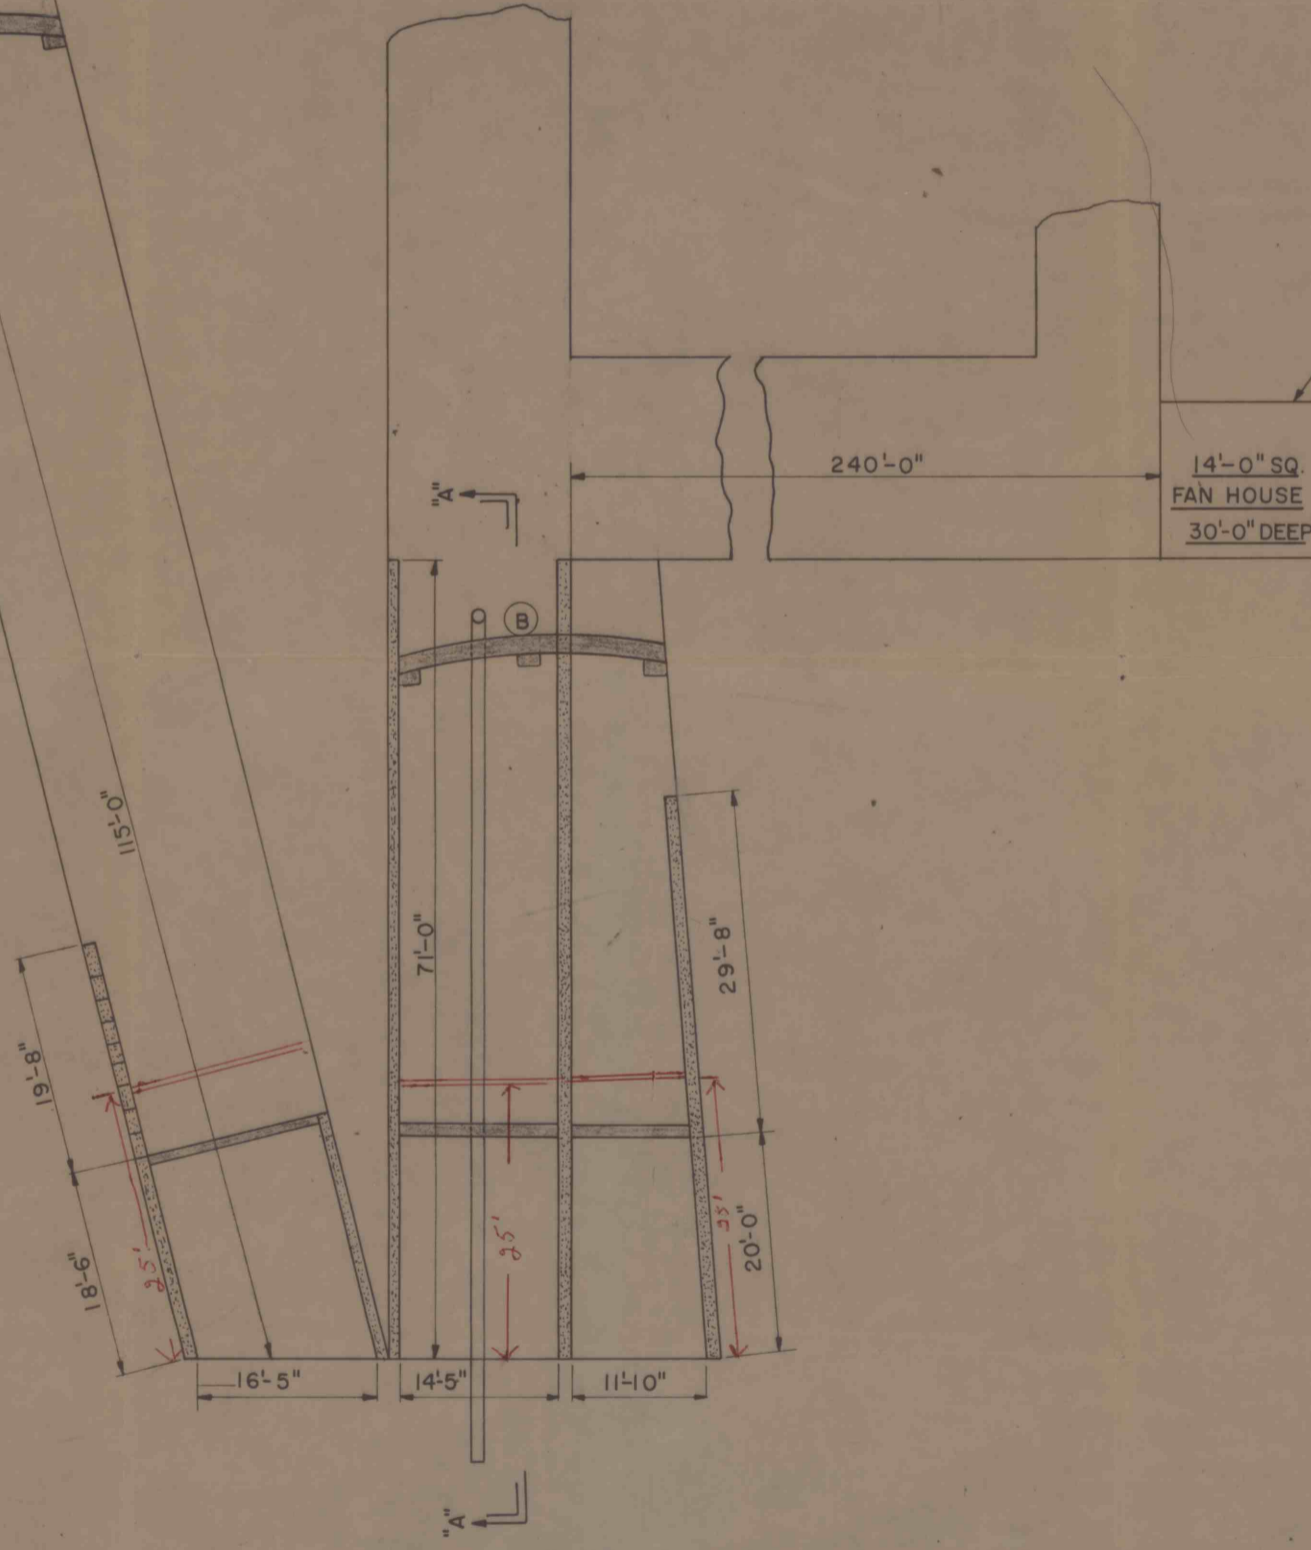 "A"
240'-0"
14'-0" SQ.
FAN HOUSE
30'-0" DEEP
B
115'-0"
71'-0"
29'-8"
19'-8"
25'
25'
25'
20'-0"
18'-6"
16'-5"
14'-5"
11'-10"
"A"